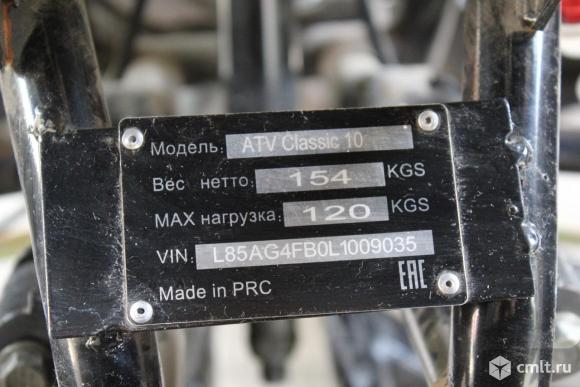 Модель: ATV Classic 10
Вес нетто: 154 KGS
MAX нагрузка: 120 KGS
VIN: L85AG4FB0L1009035
Made in PRC EAC
cmlt.ru